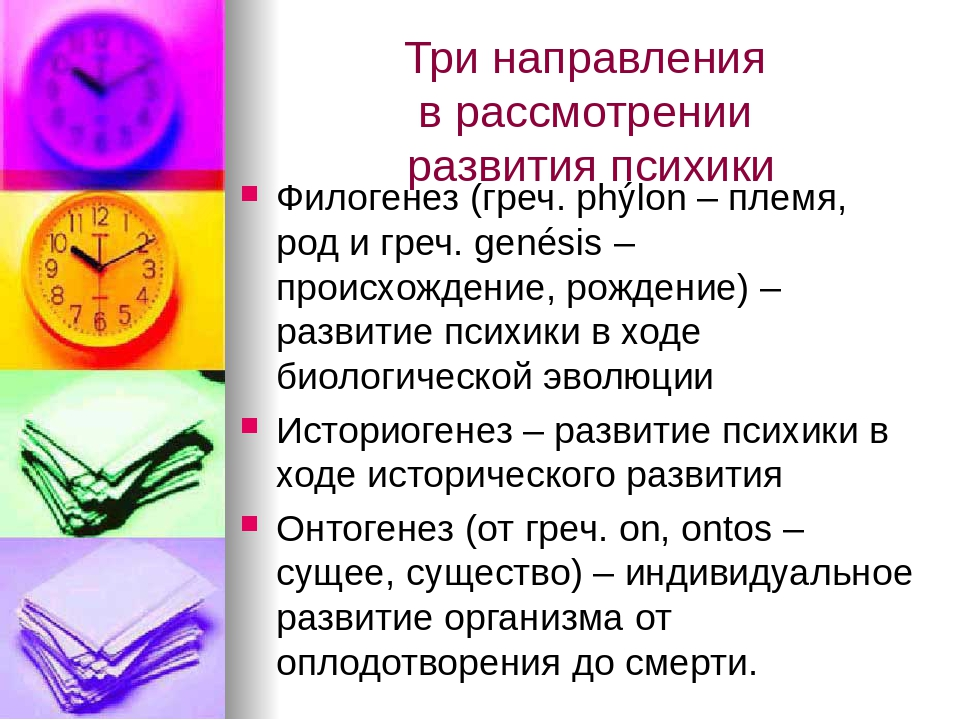 Три направления
в рассмотрении
развития психики
Филогенез (греч. phýlon – племя,
род и греч. genésis –
происхождение, рождение) –
развитие психики в ходе
биологической эволюции
Историогенез – развитие психики в
ходе исторического развития
Онтогенез (от греч. on, ontos –
сущее, существо) – индивидуальное
развитие организма от
оплодотворения до смерти.